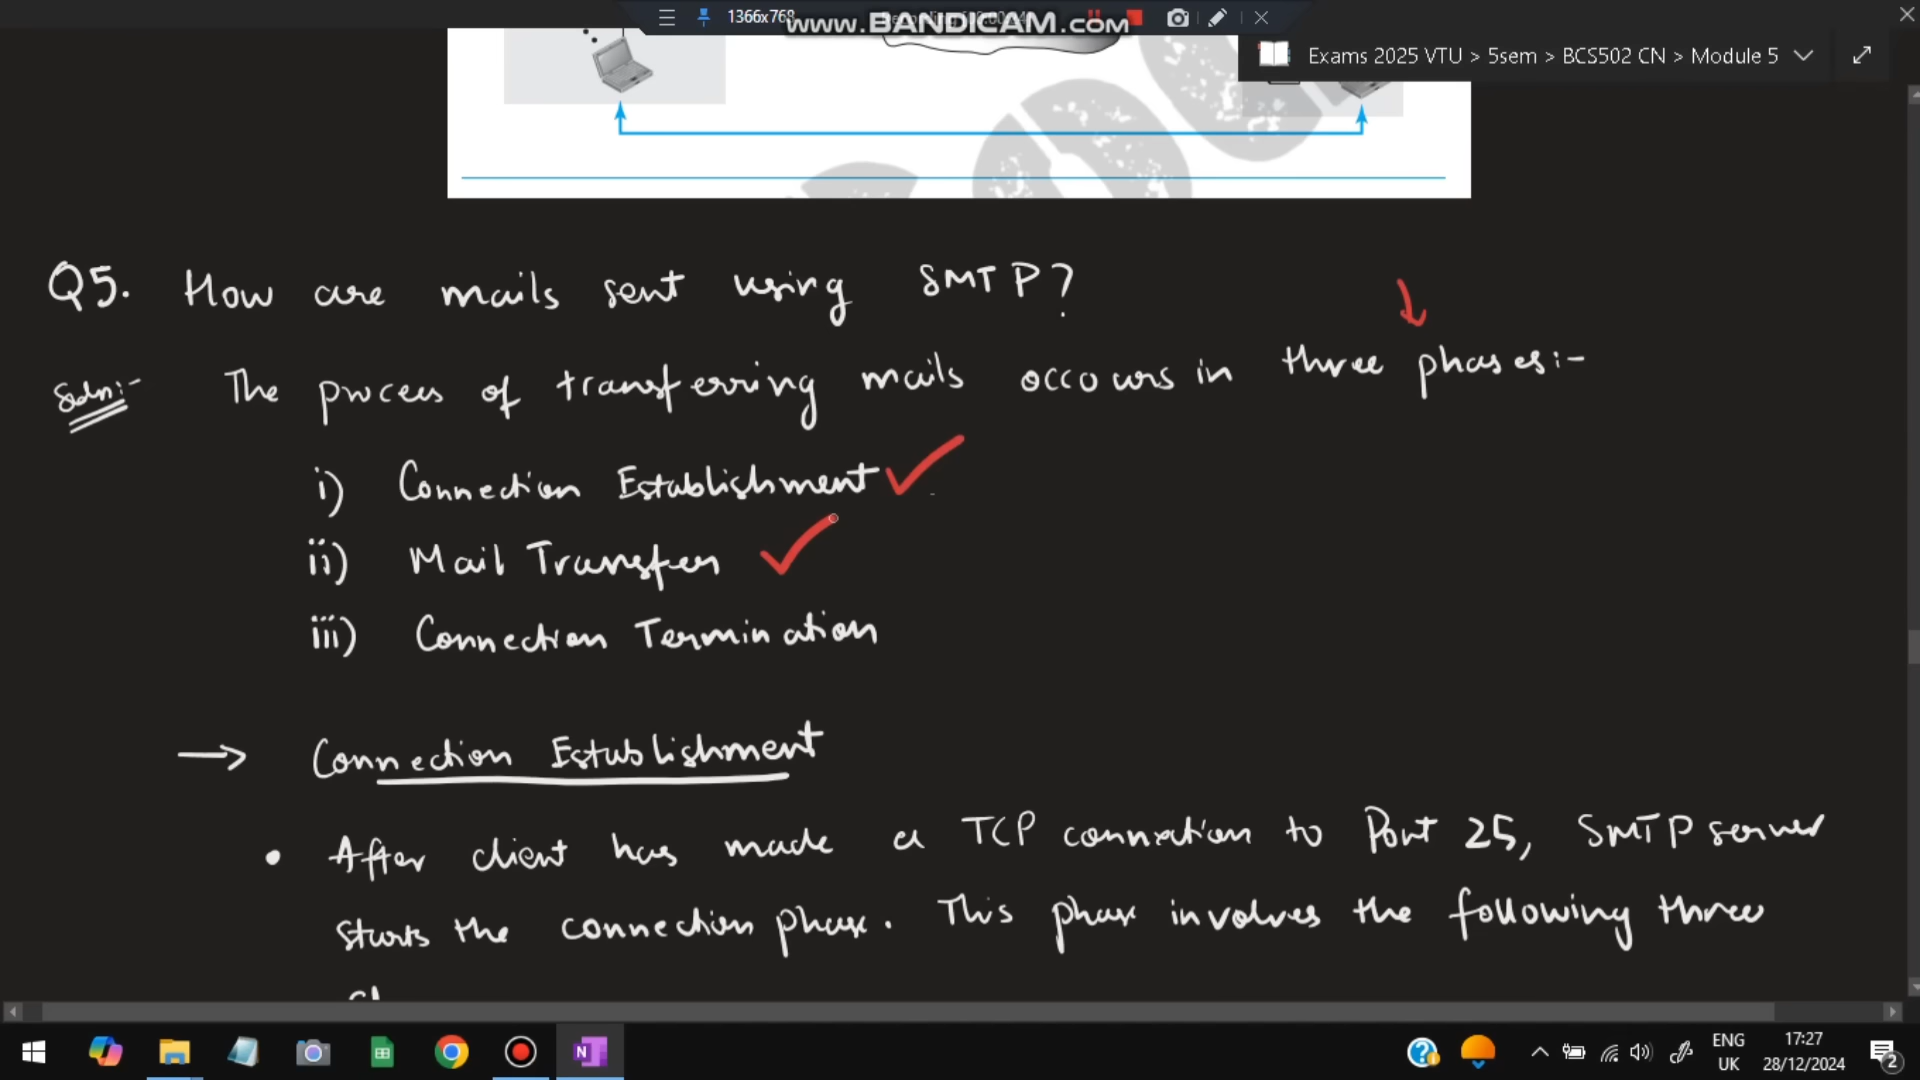 1366x768
www.BANDICAM.com
Exams 2025 VTU > 5sem > BCS502 CN > Module 5
Q5. How are mails sent using SMTP?
Soln:- The process of transferring mails occours in three phases:-
i) Connection Establishment
ii) Mail Transfer
iii) Connection Termination
→ Connection Establishment
• After client has made a TCP connection to Port 25, SMTP server
starts the connection phase. This phase involves the following three
ENG
UK
17:27
28/12/2024
2